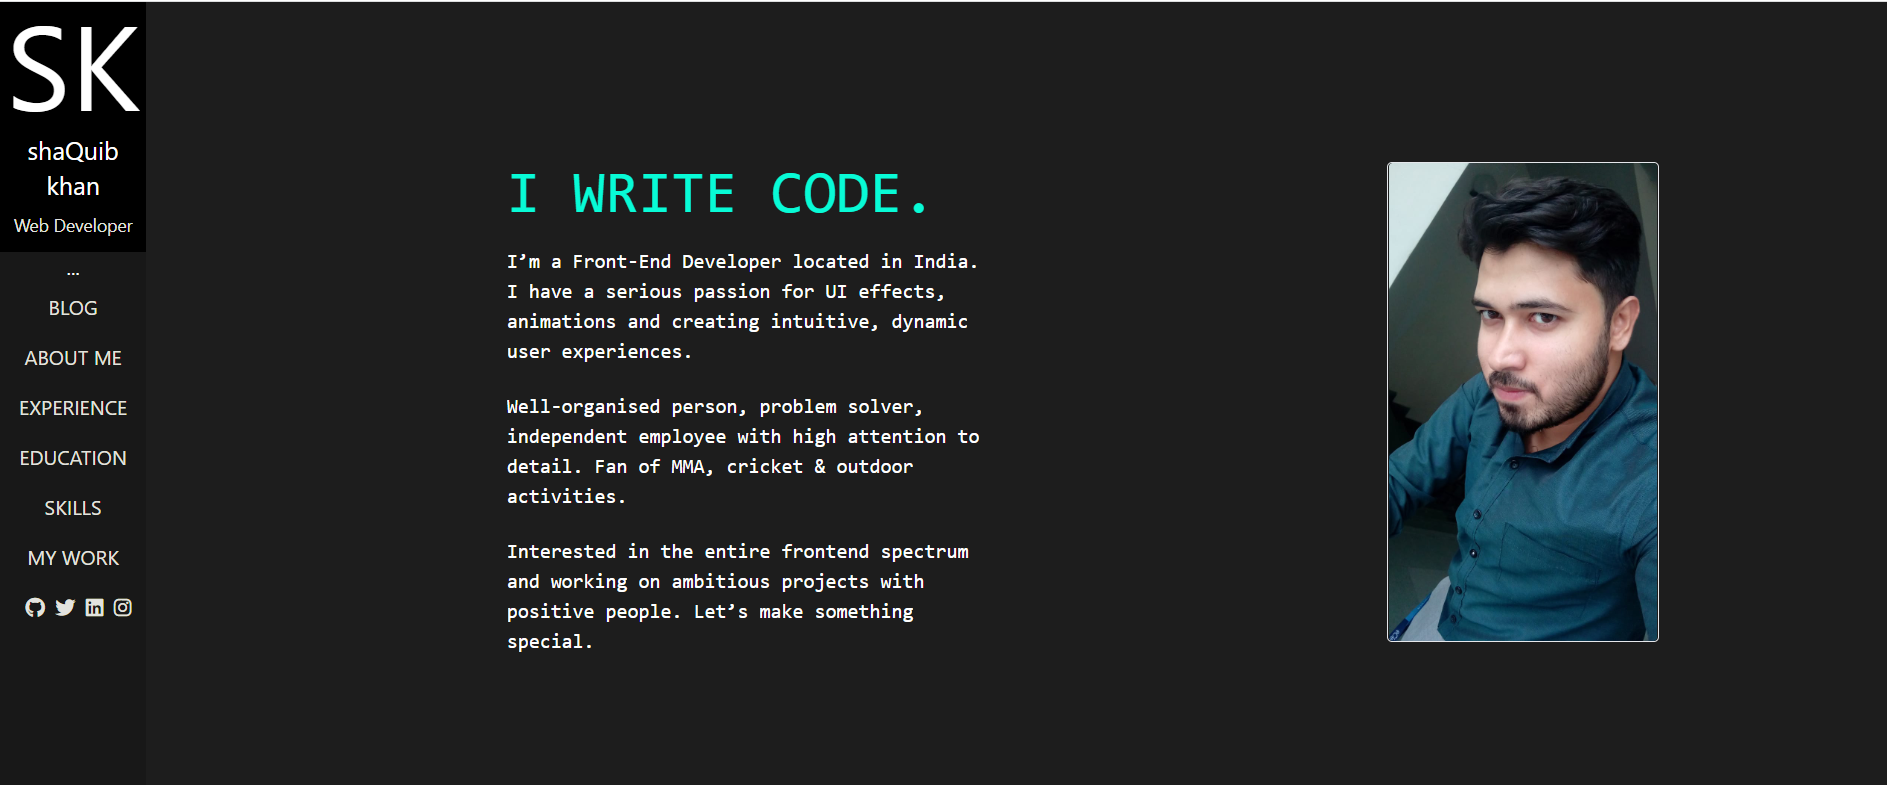 SK
shaQuib
khan
Web Developer
...
BLOG
ABOUT ME
EXPERIENCE
EDUCATION
SKILLS
MY WORK
I WRITE CODE.
I’m a Front-End Developer located in India.
I have a serious passion for UI effects,
animations and creating intuitive, dynamic
user experiences.
Well-organised person, problem solver,
independent employee with high attention to
detail. Fan of MMA, cricket & outdoor
activities.
Interested in the entire frontend spectrum
and working on ambitious projects with
positive people. Let’s make something
special.